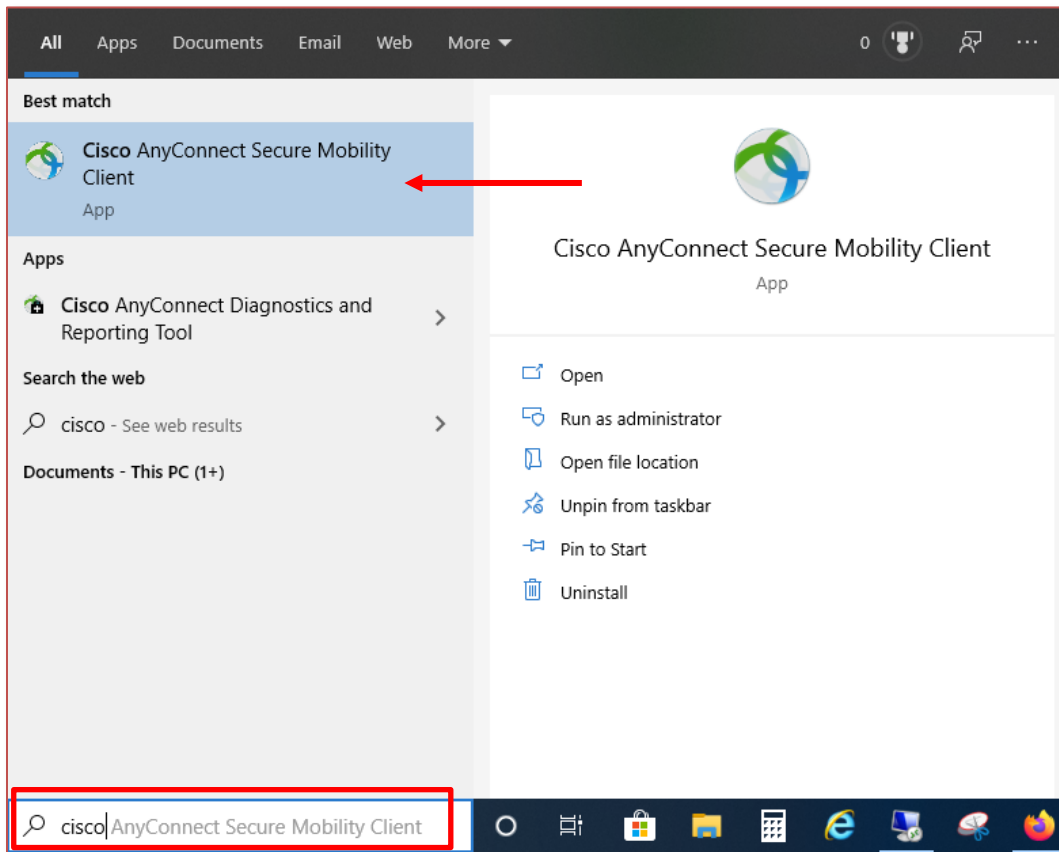 All Apps Documents Email Web More 0
Best match
Cisco AnyConnect Secure Mobility
Client
App
Apps
Cisco AnyConnect Diagnostics and
Reporting Tool
Search the web
cisco - See web results
Documents - This PC (1+)
Cisco AnyConnect Secure Mobility Client
App
Open
Run as administrator
Open file location
Unpin from taskbar
Pin to Start
Uninstall
cisco AnyConnect Secure Mobility Client